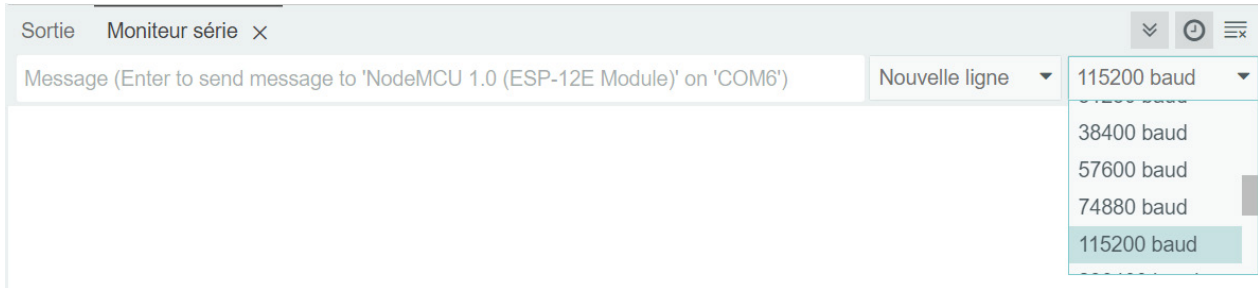 Sortie Moniteur série
Message (Enter to send message to 'NodeMCU 1.0 (ESP-12E Module)' on 'COM6') Nouvelle ligne 115200 baud
38400 baud
57600 baud
74880 baud
115200 baud